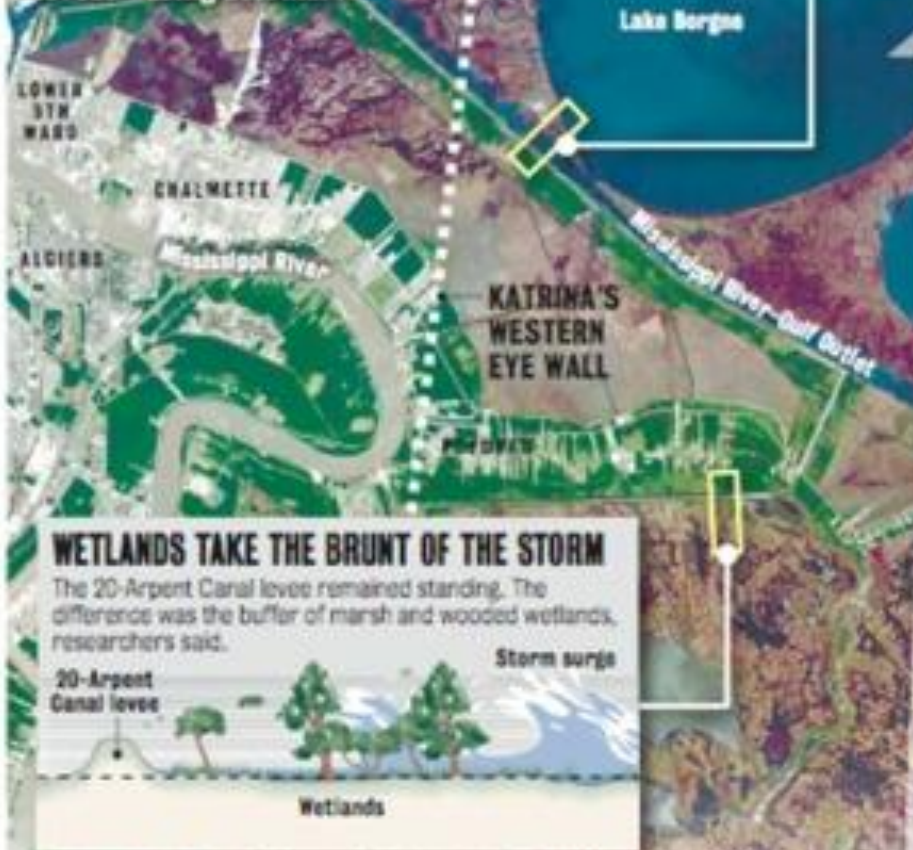 Lake Borgne
LOWER
9TH
WARD
CHALMETTE
ALGIERS
Mississippi River
Mississippi River-Gulf Outlet
KATRINA'S
WESTERN
EYE WALL
POYDRAS
WETLANDS TAKE THE BRUNT OF THE STORM
The 20-Arpent Canal levee remained standing. The
difference was the buffer of marsh and wooded wetlands,
researchers said.
Storm surge
20-Arpent
Canal levee
Wetlands